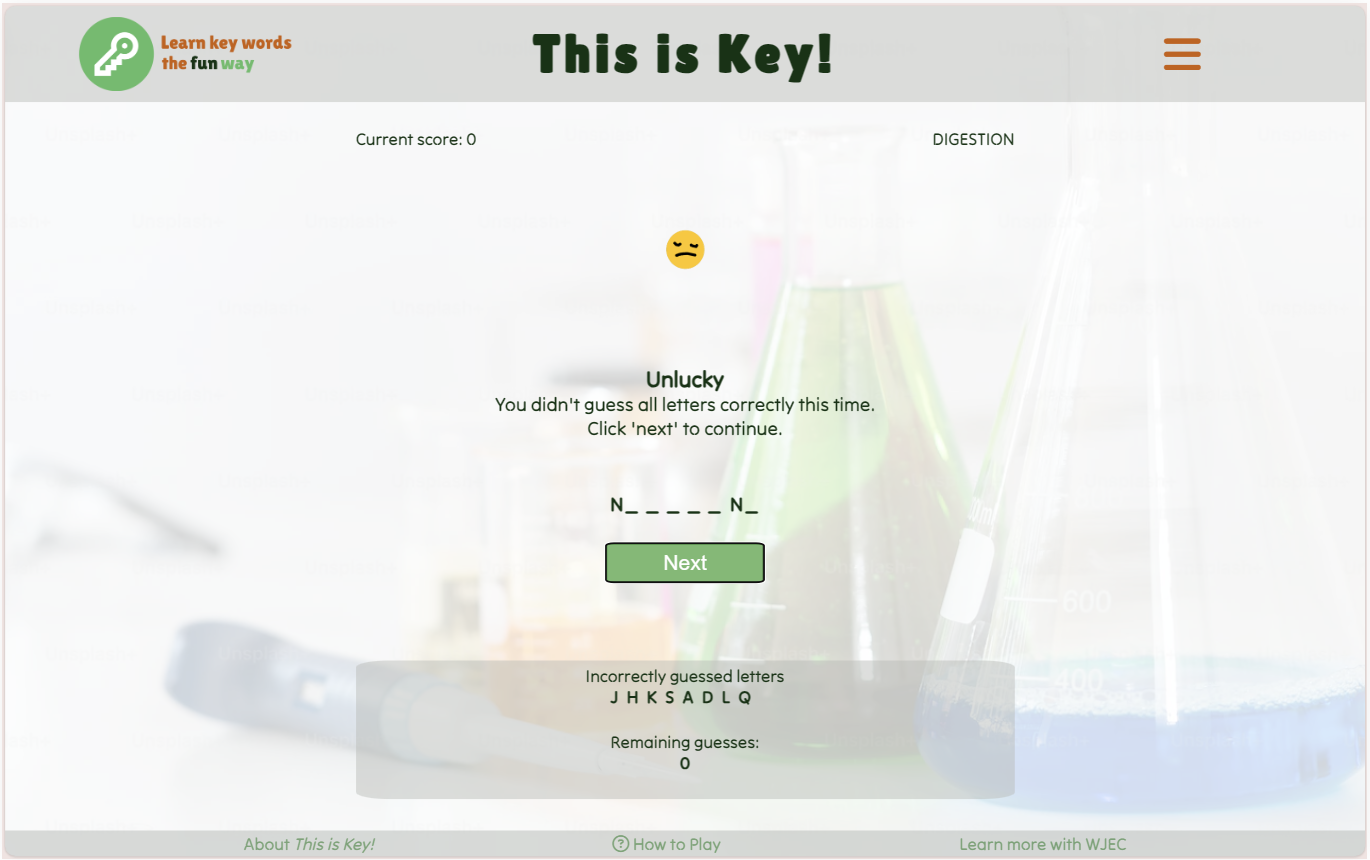 Learn key words
the fun way
This is Key!
Current score: 0
DIGESTION
Unlucky
You didn't guess all letters correctly this time.
Click 'next' to continue.
N_ _ _ _ _ N_
Next
600
400
Incorrectly guessed letters
J H K S A D L Q
Remaining guesses:
0
About This is Key!
How to Play
Learn more with WJEC